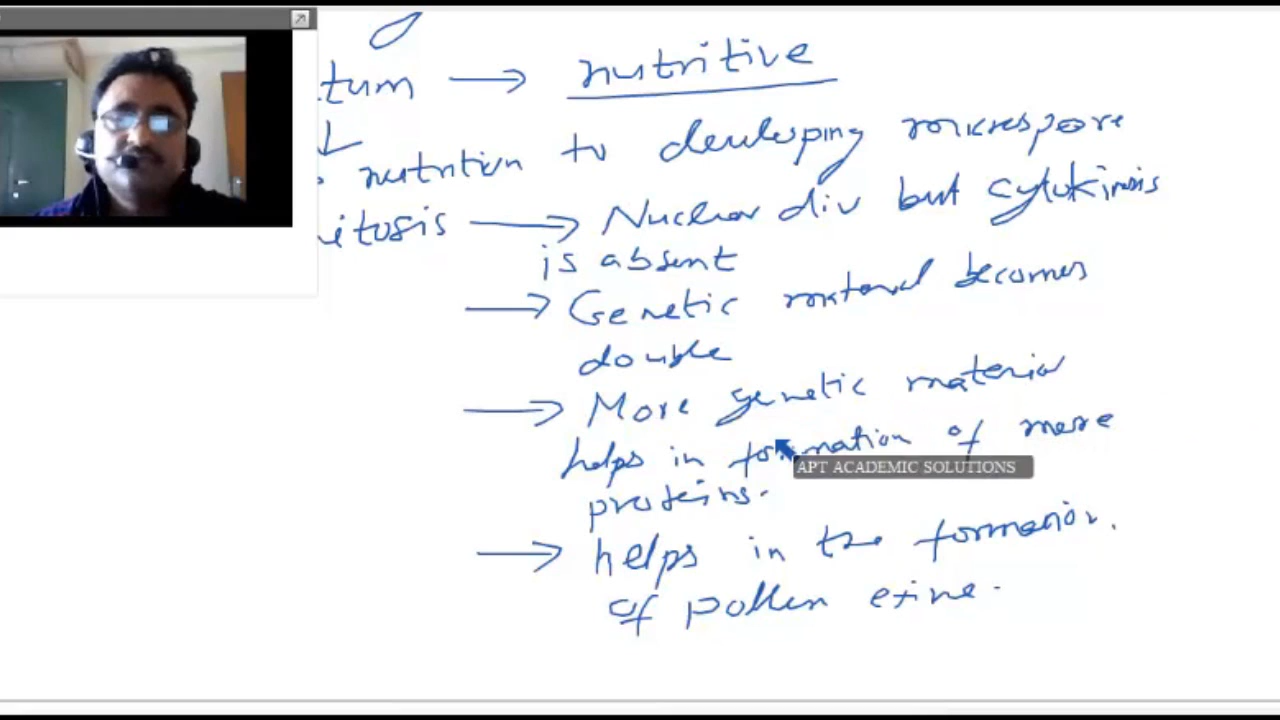 tum → nutritive
nutrition to developing microspore
itosis → Nuclear div but cytokinesis
is absent
→ Genetic material becomes
double
→ More genetic material
helps in formation of more
APT ACADEMIC SOLUTIONS
proteins.
→ helps in the formation
of pollen exine.